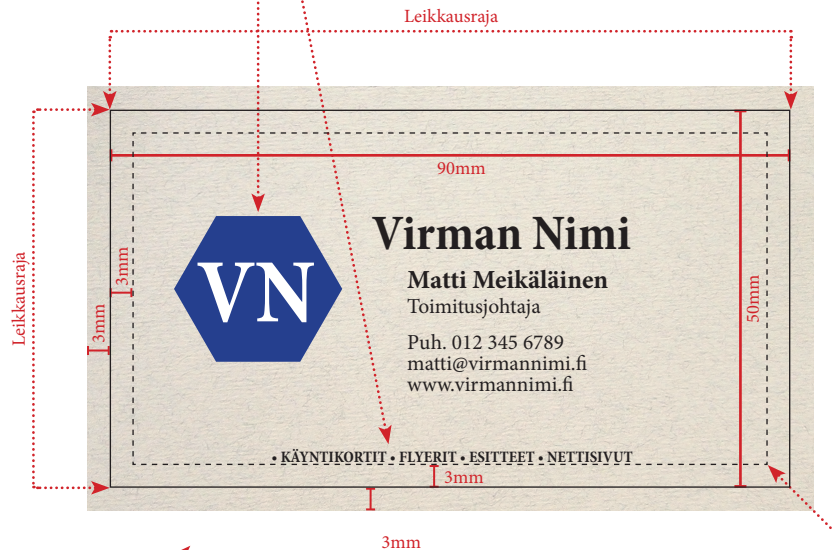 Leikkausraja
90mm
Leikkausraja
3mm
3mm
VN
Virman Nimi
Matti Meikäläinen
Toimitusjohtaja
Puh. 012 345 6789
matti@virmannimi.fi
www.virmannimi.fi
50mm
• KÄYNTIKORTIT • FLYERIT • ESITTEET • NETTISIVUT
3mm
3mm